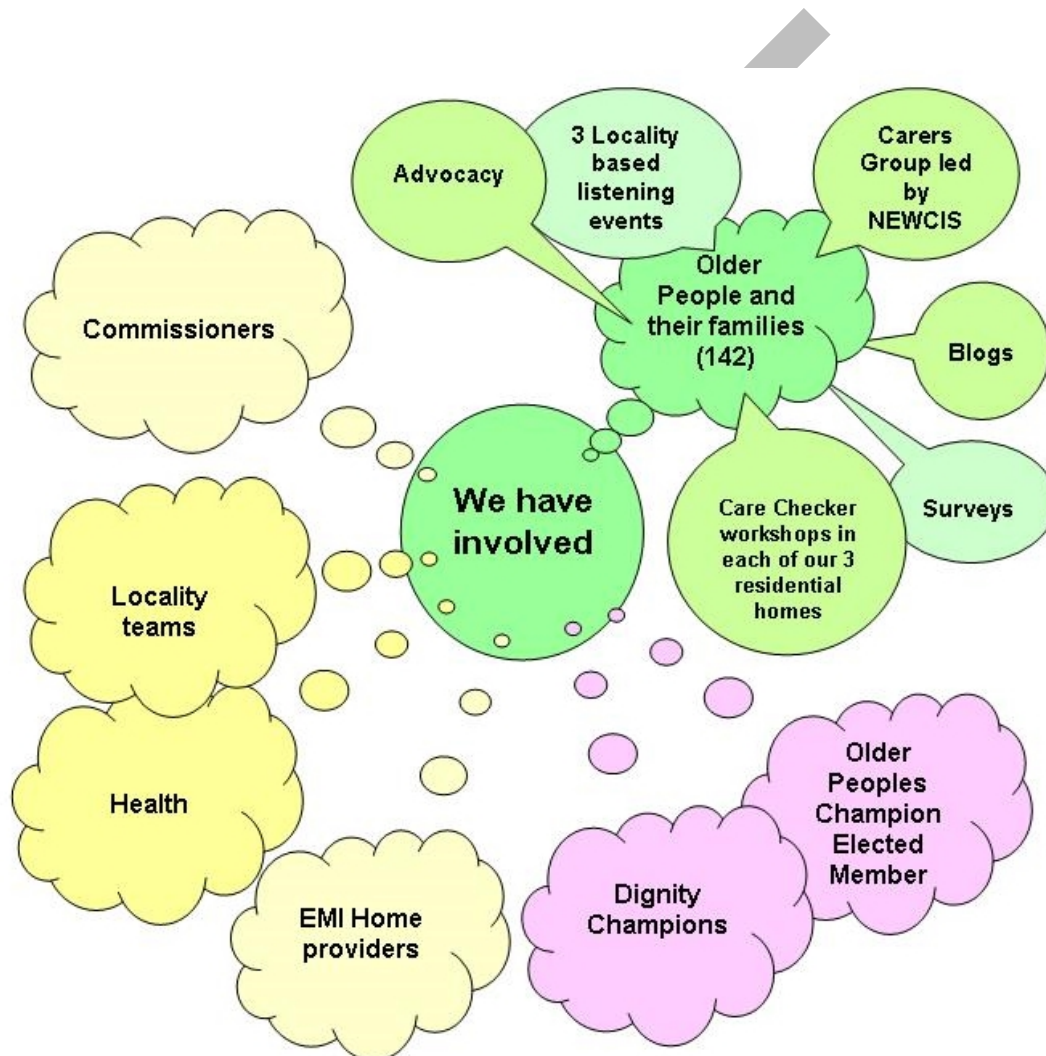 Advocacy
3 Locality
based
listening
events
Carers
Group led
by
NEWCIS
Older
People and
their families
(142)
Commissioners
Blogs
We have
involved
Care Checker
workshops in
each of our 3
residential
homes
Surveys
Locality
teams
Health
Older
Peoples
Champion
Elected
Member
EMI Home
providers
Dignity
Champions